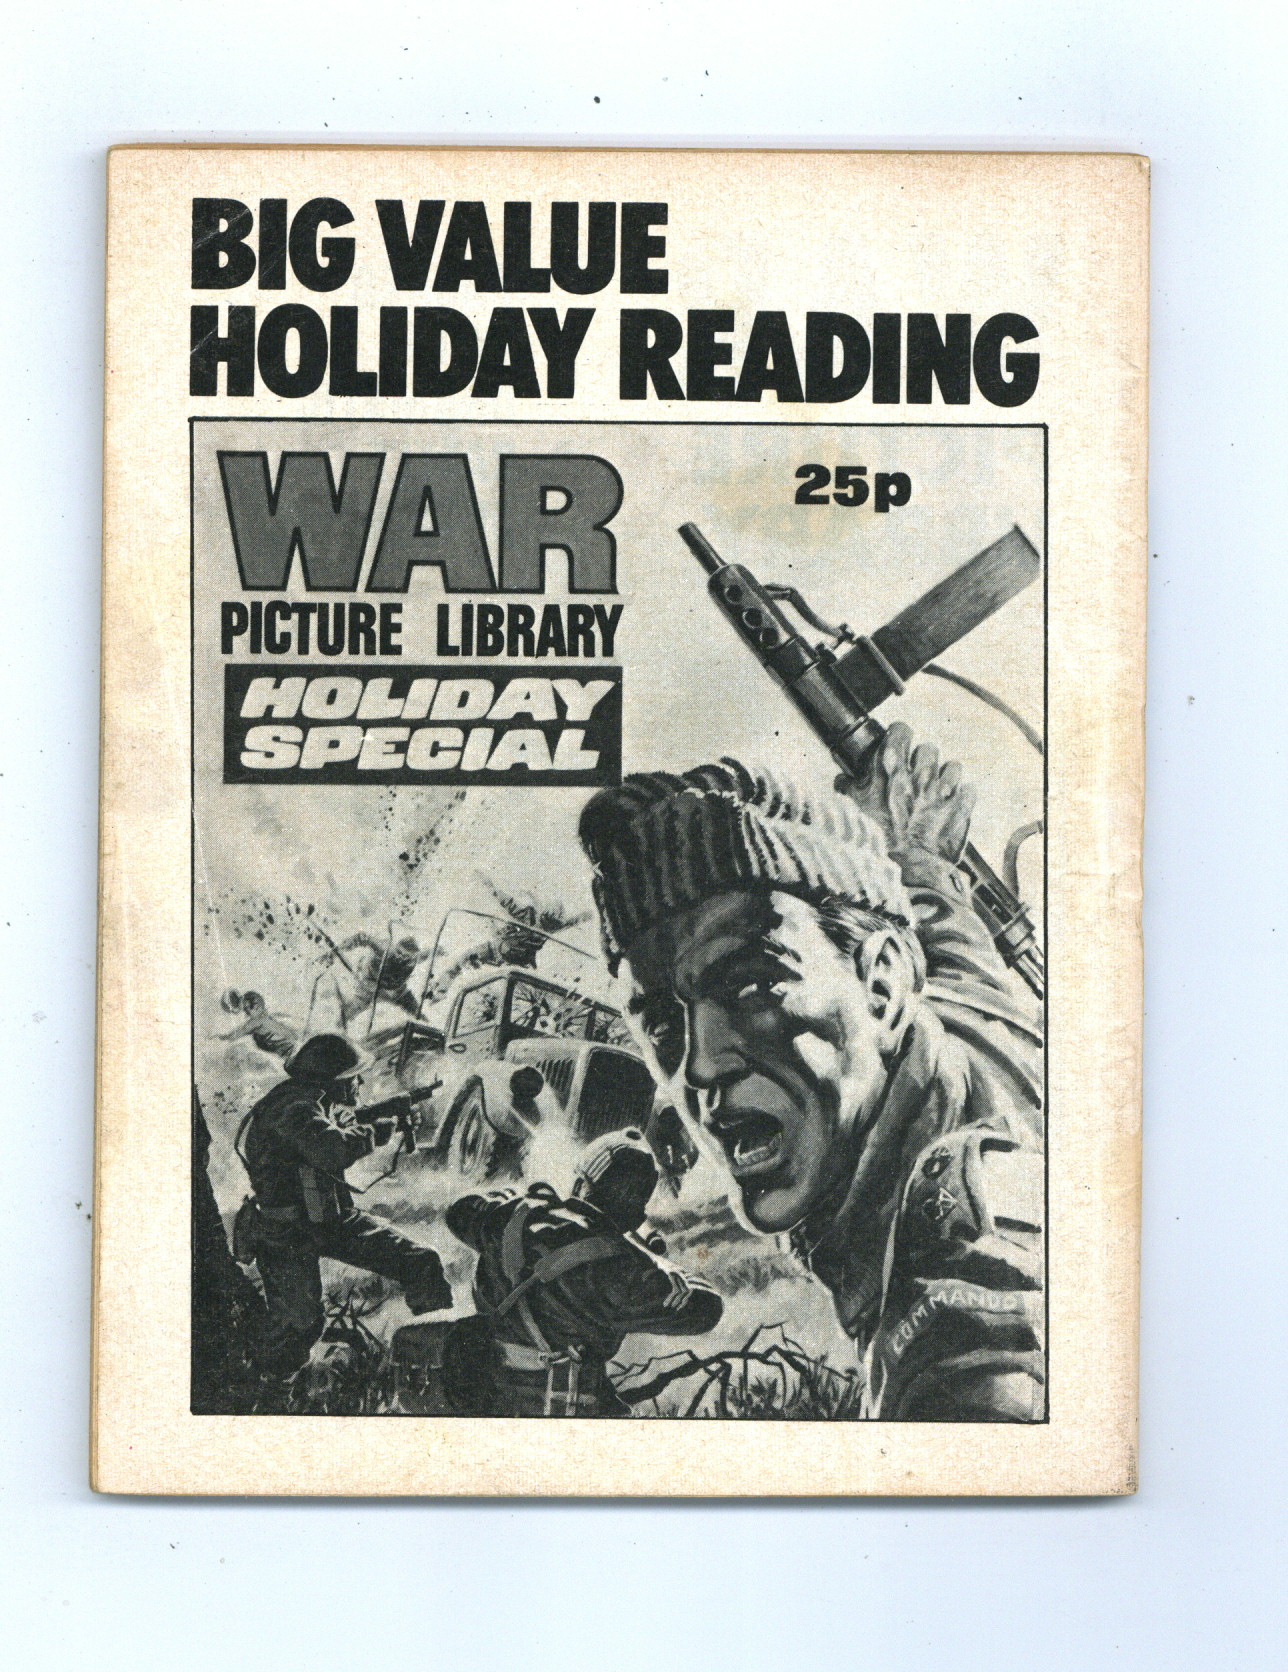 BIG VALUE
HOLIDAY READING
WAR
PICTURE LIBRARY
HOLIDAY
SPECIAL
25p
COMMANDO